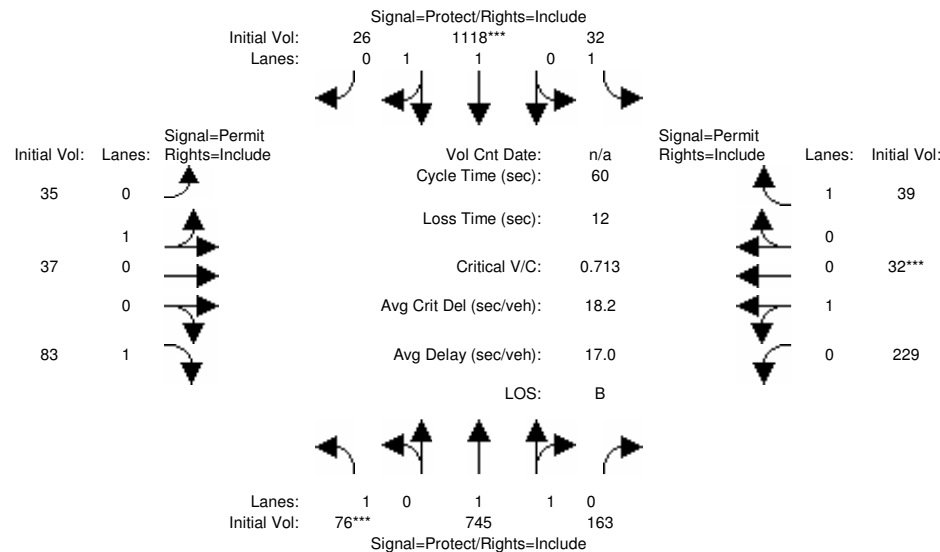 Signal=Protect/Rights=Include
Initial Vol: 26 1118*** 32
Lanes: 0 1 1 0 1
Signal=Permit Signal=Permit
Initial Vol: Lanes: Rights=Include Vol Cnt Date: n/a Rights=Include Lanes: Initial Vol:
Cycle Time (sec): 60
35 0 1 39
Loss Time (sec): 12
1 0
37 0 Critical V/C: 0.713 0 32***
0 Avg Crit Del (sec/veh): 18.2 1
83 1 Avg Delay (sec/veh): 17.0 0 229
LOS: B
Lanes: 1 0 1 1 0
Initial Vol: 76*** 745 163
Signal=Protect/Rights=Include